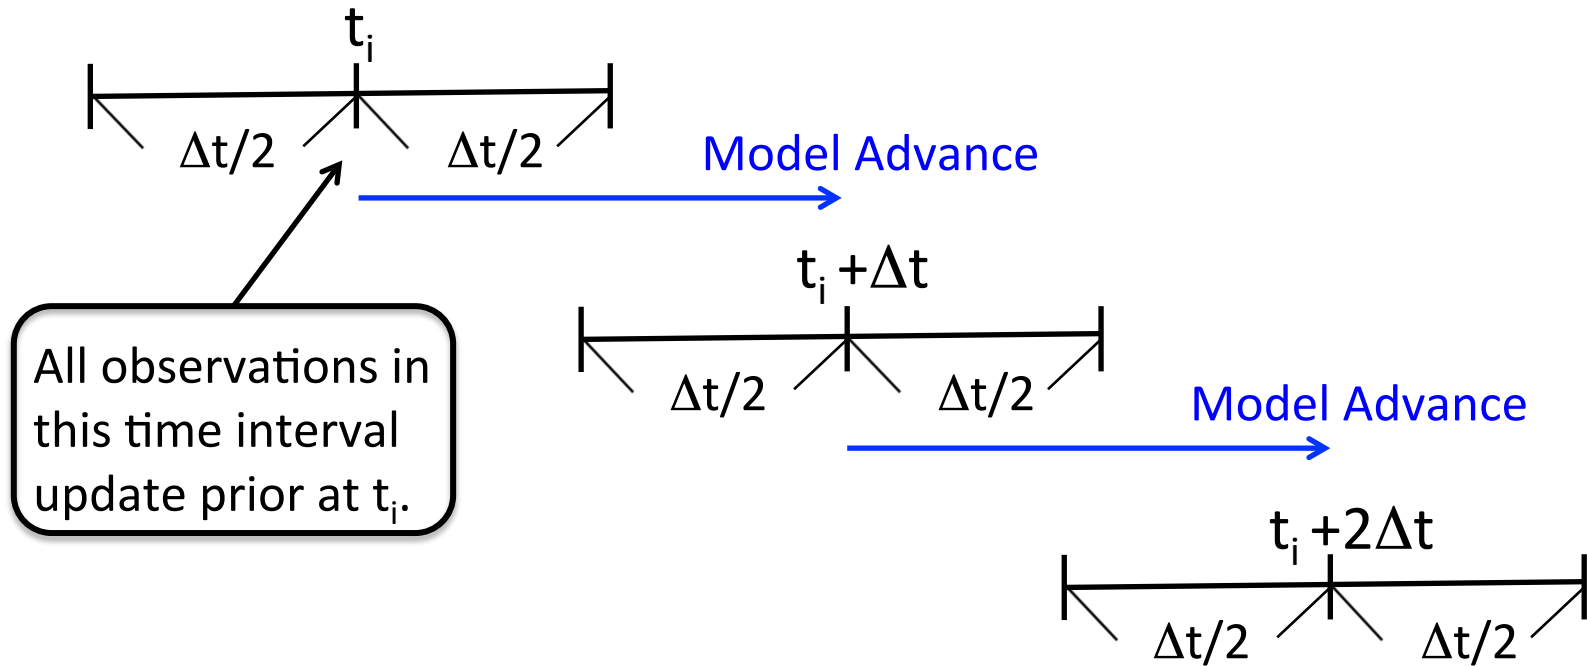 tᵢ
Δt/2 Δt/2
Model Advance
tᵢ +Δt
All observations in
this time interval
update prior at tᵢ.
Δt/2 Δt/2
Model Advance
tᵢ +2Δt
Δt/2 Δt/2